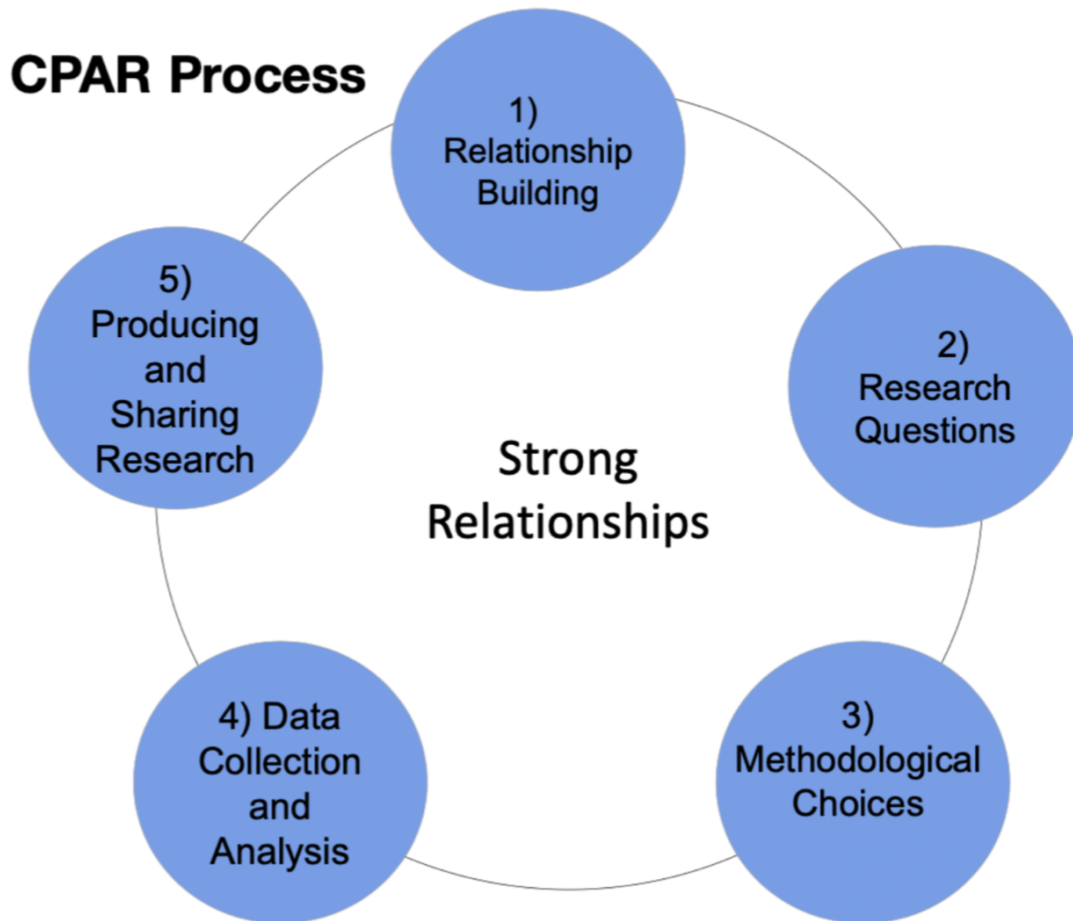 CPAR Process
1)
Relationship
Building
2)
Research
Questions
3)
Methodological
Choices
4) Data
Collection
and
Analysis
5)
Producing
and
Sharing
Research
Strong
Relationships